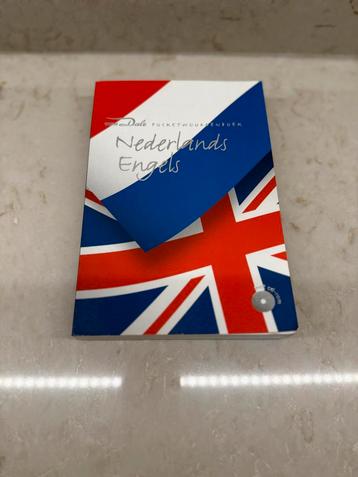 van Dale POCKETWOORDENBOEK
Nederlands
Engels